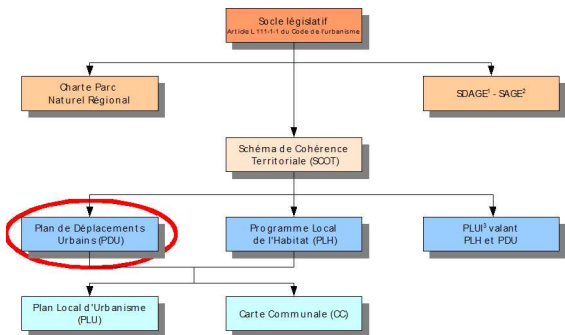 Socle législatif
Article L 111-1-1 du Code de l'urbanisme
Charte Parc
Naturel Régional
SDAGE¹ - SAGE²
Schéma de Cohérence
Territoriale (SCOT)
Plan de Déplacements
Urbains (PDU)
Programme Local
de l'Habitat (PLH)
PLUI³ valant
PLH et PDU
Plan Local d'Urbanisme
(PLU)
Carte Communale (CC)